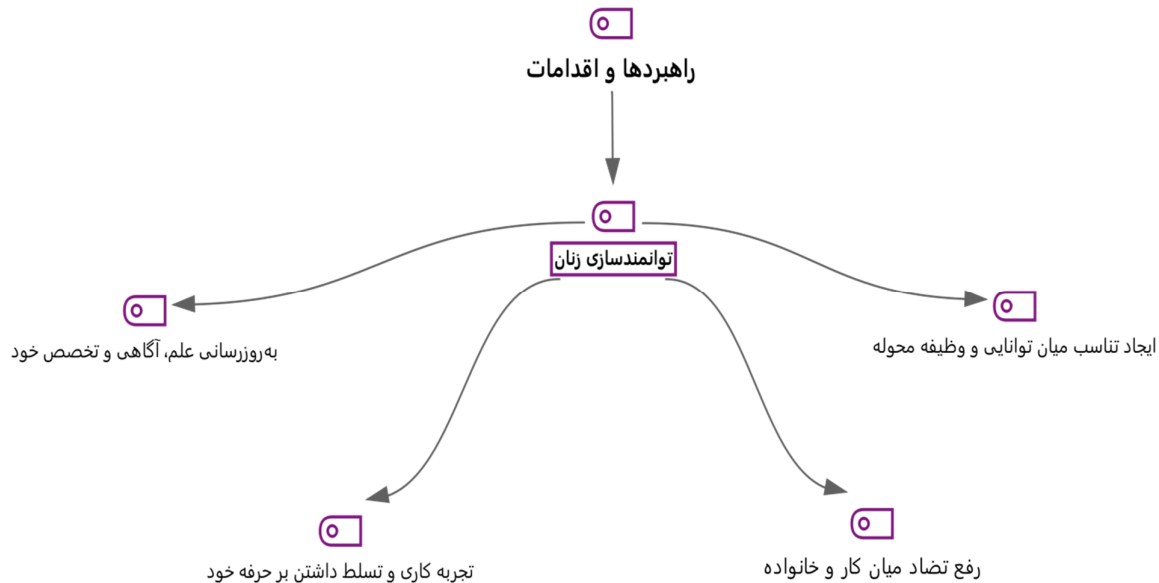 راهبردها و اقدامات
توانمندسازی زنان
ایجاد تناسب میان توانایی و وظیفه محوله
به‌روزرسانی علم، آگاهی و تخصص خود
رفع تضاد میان کار و خانواده
تجربه کاری و تسلط داشتن بر حرفه خود